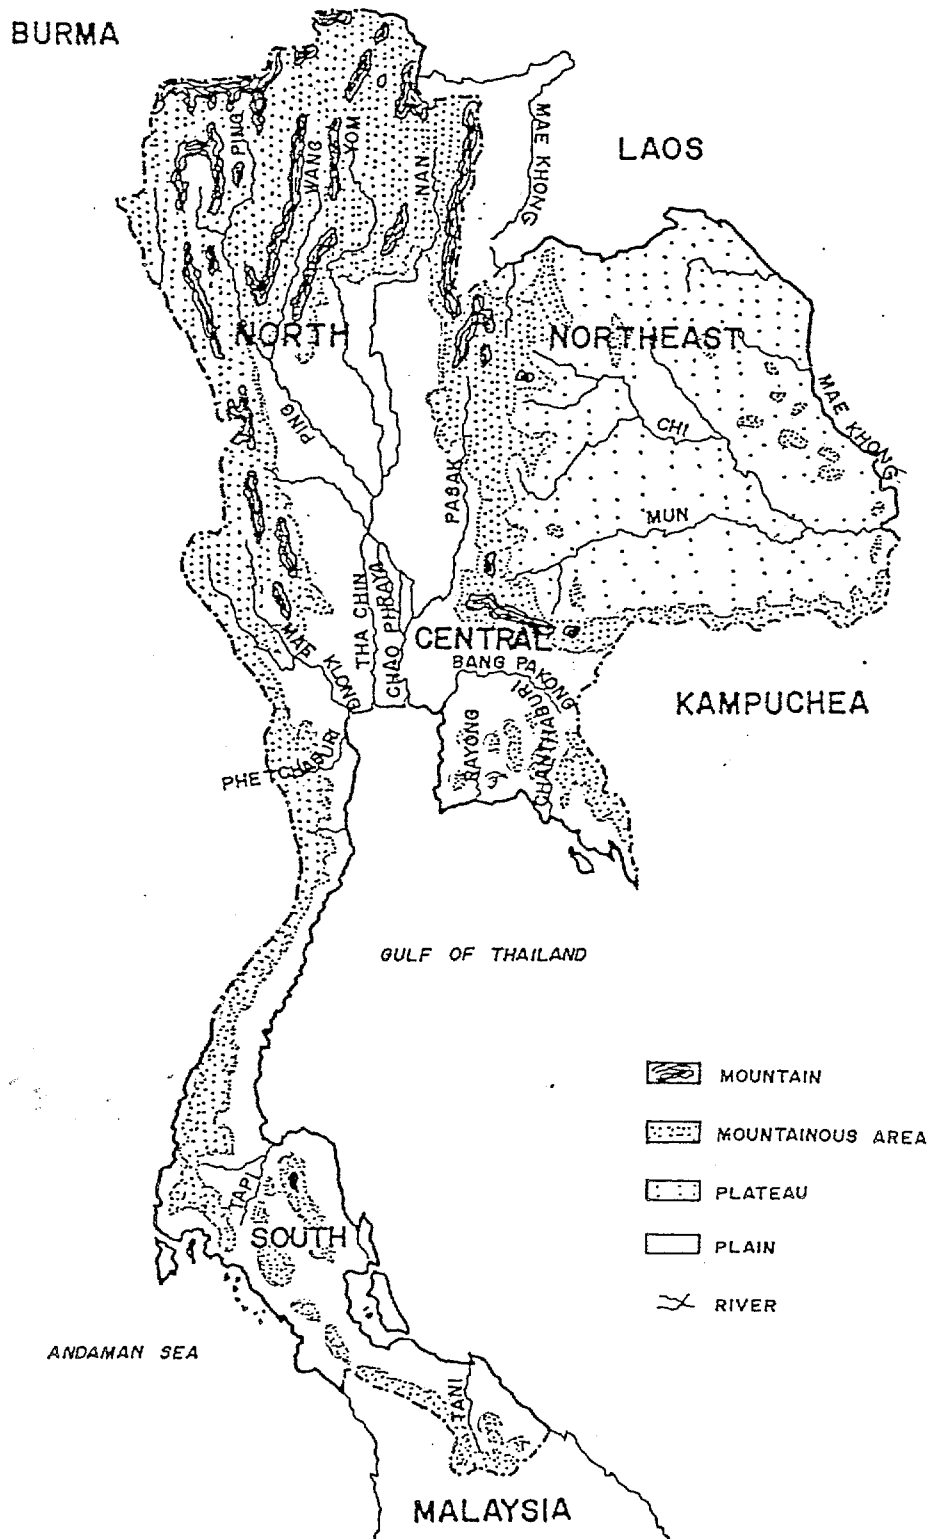 BURMA
LAOS
MAE KHONG
PING
WANG
YOM
NAN
NORTH
NORTHEAST
PING
PASAK
CHI
MAE KHONG
MUN
THA CHIN
CHAO PHRAYA
MAE KLONG
CENTRAL
BANG PAKONG
KAMPUCHEA
PHETCHABURI
RAYONG
CHANTHABURI
GULF OF THAILAND
MOUNTAIN
MOUNTAINOUS AREA
PLATEAU
PLAIN
RIVER
TAPI
SOUTH
ANDAMAN SEA
TANI
MALAYSIA